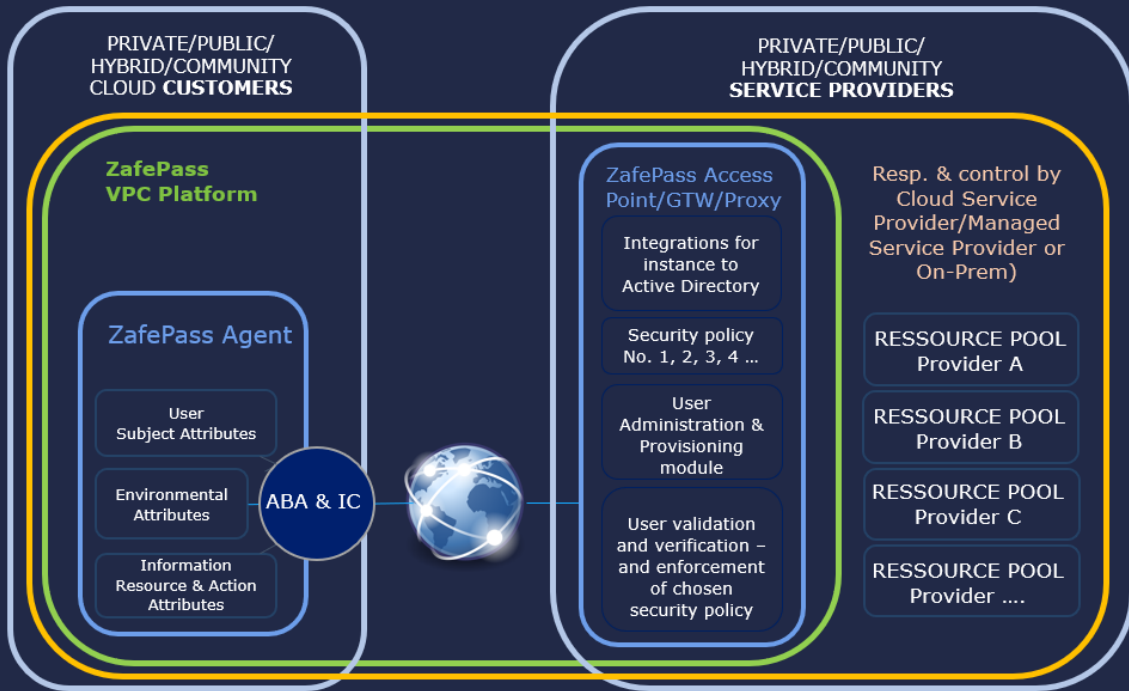 PRIVATE/PUBLIC/
HYBRID/COMMUNITY
CLOUD CUSTOMERS
PRIVATE/PUBLIC/
HYBRID/COMMUNITY
SERVICE PROVIDERS
ZafePass
VPC Platform
ZafePass Agent
User
Subject Attributes
Environmental
Attributes
Information
Resource & Action
Attributes
ABA & IC
ZafePass Access
Point/GTW/Proxy
Integrations for
instance to
Active Directory
Security policy
No. 1, 2, 3, 4 ...
User
Administration &
Provisioning
module
User validation
and verification –
and enforcement
of chosen
security policy
Resp. & control by
Cloud Service
Provider/Managed
Service Provider or
On-Prem)
RESSOURCE POOL
Provider A
RESSOURCE POOL
Provider B
RESSOURCE POOL
Provider C
RESSOURCE POOL
Provider ....